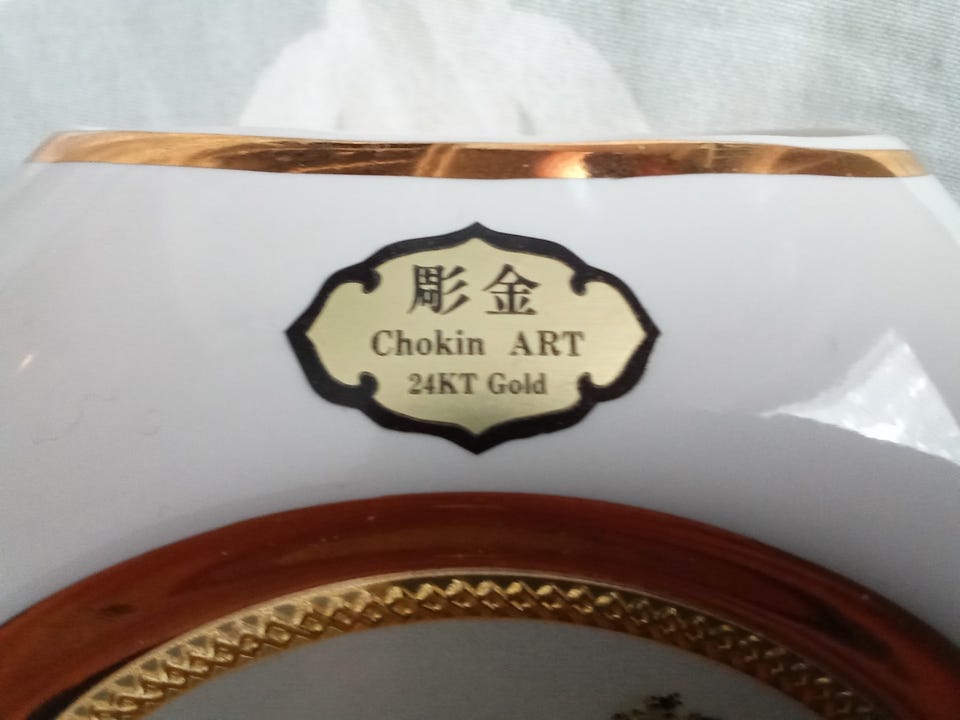 彫金
Chokin ART
24KT Gold